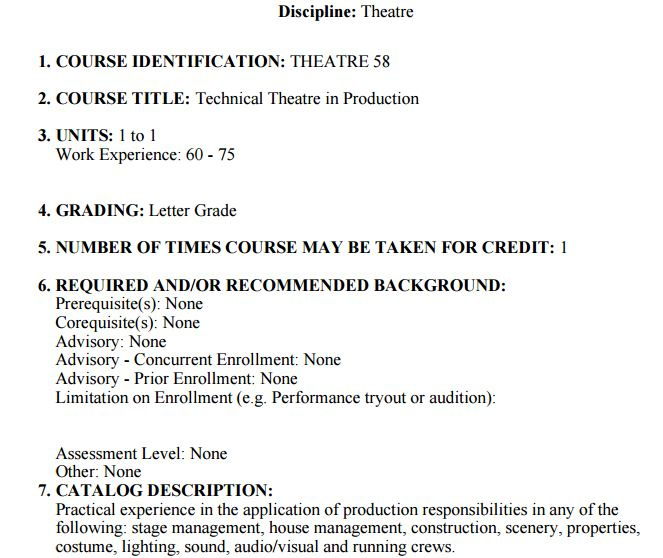 Discipline: Theatre
1. COURSE IDENTIFICATION: THEATRE 58
2. COURSE TITLE: Technical Theatre in Production
3. UNITS: 1 to 1
Work Experience: 60 - 75
4. GRADING: Letter Grade
5. NUMBER OF TIMES COURSE MAY BE TAKEN FOR CREDIT: 1
6. REQUIRED AND/OR RECOMMENDED BACKGROUND:
Prerequisite(s): None
Corequisite(s): None
Advisory: None
Advisory - Concurrent Enrollment: None
Advisory - Prior Enrollment: None
Limitation on Enrollment (e.g. Performance tryout or audition):
Assessment Level: None
Other: None
7. CATALOG DESCRIPTION:
Practical experience in the application of production responsibilities in any of the
following: stage management, house management, construction, scenery, properties,
costume, lighting, sound, audio/visual and running crews.